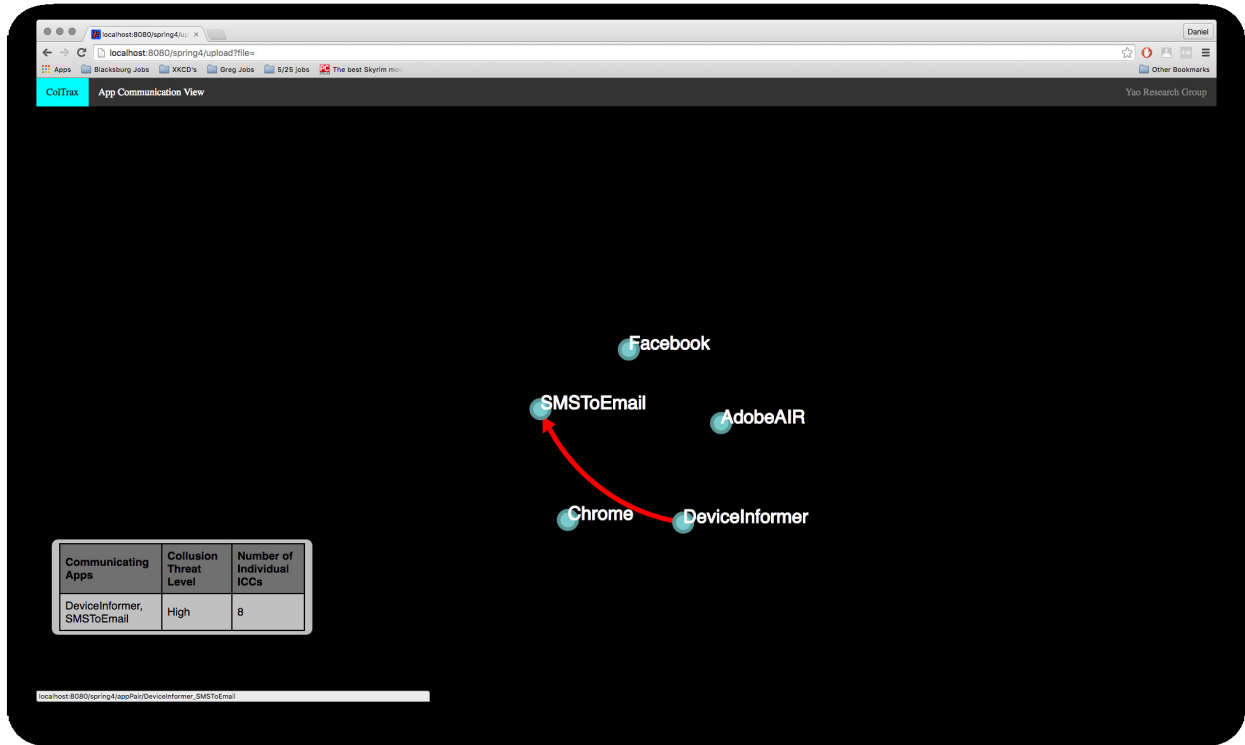 localhost:8080/spring4/up
Daniel
localhost:8080/spring4/upload?file=
Apps Blacksburg Jobs XKCD's Greg Jobs 5/25 jobs The best Skyrim mo
Other Bookmarks
ColTrax App Communication View Yao Research Group
Facebook
SMSToEmail
AdobeAIR
Chrome
DeviceInformer
Communicating Apps
Collusion Threat Level
Number of Individual ICCs
DeviceInformer, SMSToEmail
High
8
localhost:8080/spring4/appPair/DeviceInformer_SMSToEmail